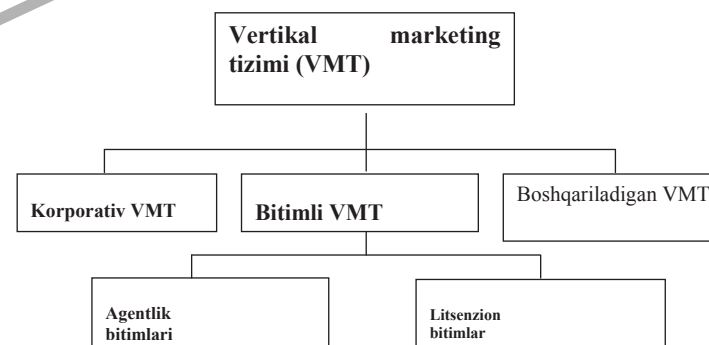 Vertikal marketing
tizimi (VMT)
Korporativ VMT
Bitimli VMT
Boshqariladigan VMT
Agentlik
bitimlari
Litsenzion
bitimlar